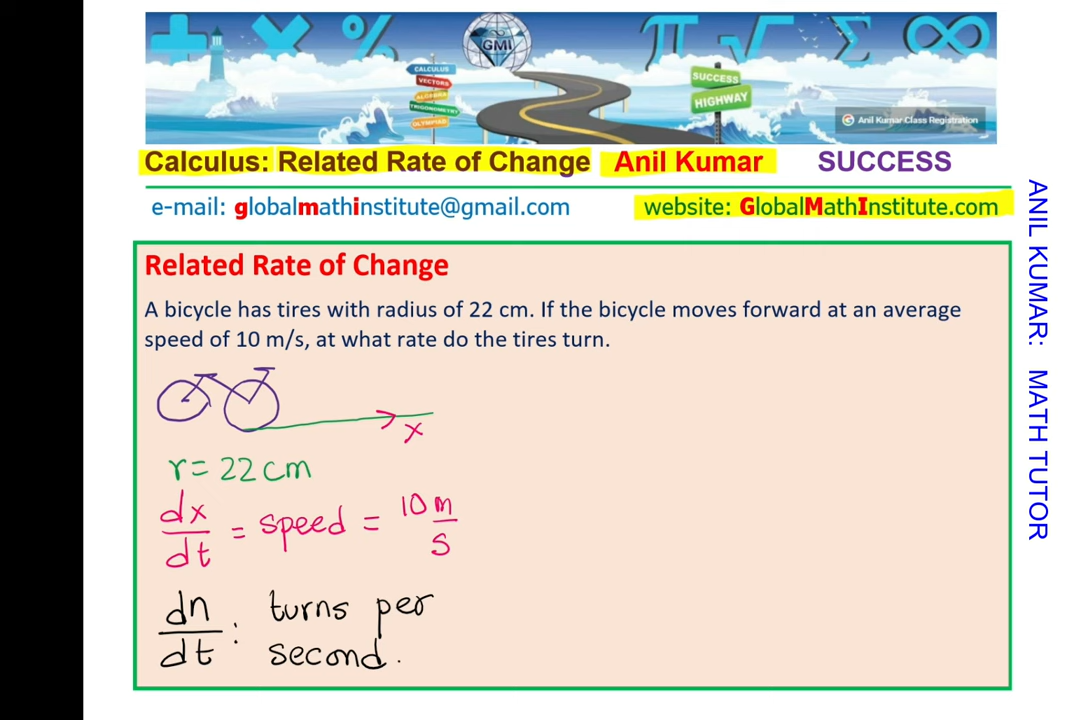 GMI
CALCULUS
VECTORS
ALGEBRA
TRIGONOMETRY
OLYMPIAD
SUCCESS
HIGHWAY
Anil Kumar Class Registration
Calculus: Related Rate of Change Anil Kumar SUCCESS
e-mail: globalmathinstitute@gmail.com website: GlobalMathInstitute.com
Related Rate of Change
A bicycle has tires with radius of 22 cm. If the bicycle moves forward at an average
speed of 10 m/s, at what rate do the tires turn.
x
r = 22 cm
dx/dt = speed = 10 m/s
dn/dt : turns per
second.
ANIL KUMAR: MATH TUTOR